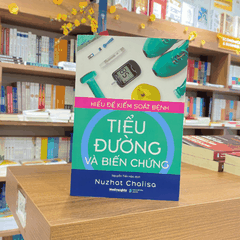 HIỂU ĐỂ KIỂM SOÁT BỆNH
TIỂU
ĐƯỜNG
VÀ BIẾN CHỨNG
Nuzhat Chalisa